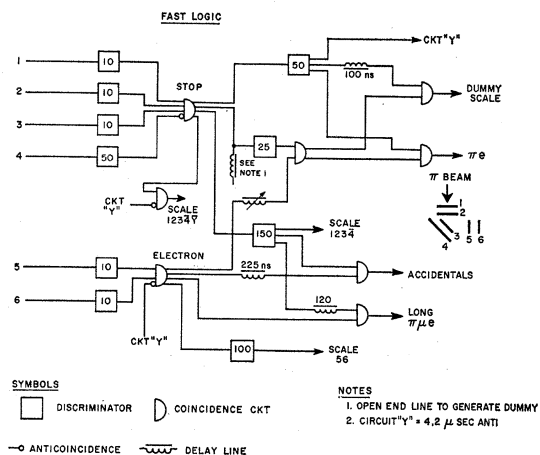 FAST LOGIC
CKT"Y"
1
10
50
100 ns
STOP
2
10
DUMMY
SCALE
3
10
4
50
25
πe
SEE
NOTE 1
π BEAM
CKT
"Y"
SCALE
1234̅Y̅
1
2
3
4
5 6
150
SCALE
1234̅
ELECTRON
225 ns
5
10
ACCIDENTALS
6
10
120
LONG
πμe
CKT"Y"
100
SCALE
56
SYMBOLS
DISCRIMINATOR
COINCIDENCE CKT
ANTICOINCIDENCE
DELAY LINE
NOTES
1. OPEN END LINE TO GENERATE DUMMY
2. CIRCUIT"Y" = 4.2 μ SEC ANTI